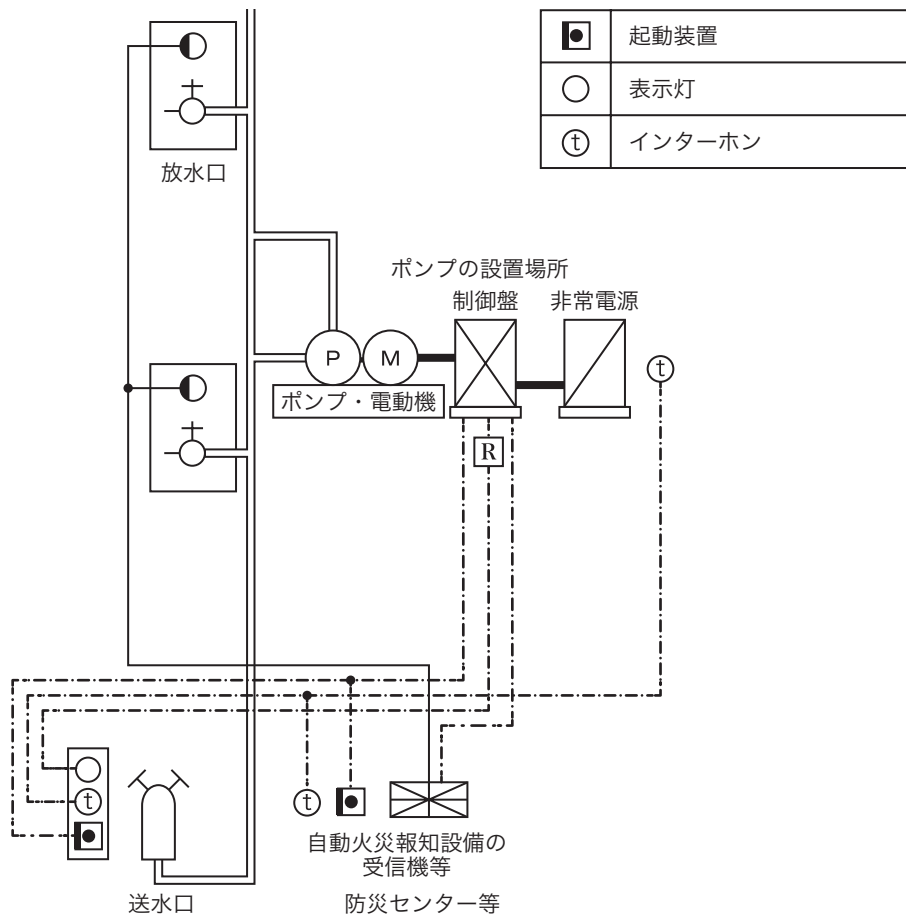 起動装置
表示灯
t
インターホン
放水口
ポンプの設置場所
制御盤
非常電源
P
M
t
ポンプ・電動機
R
t
t
自動火災報知設備の
受信機等
送水口
防災センター等